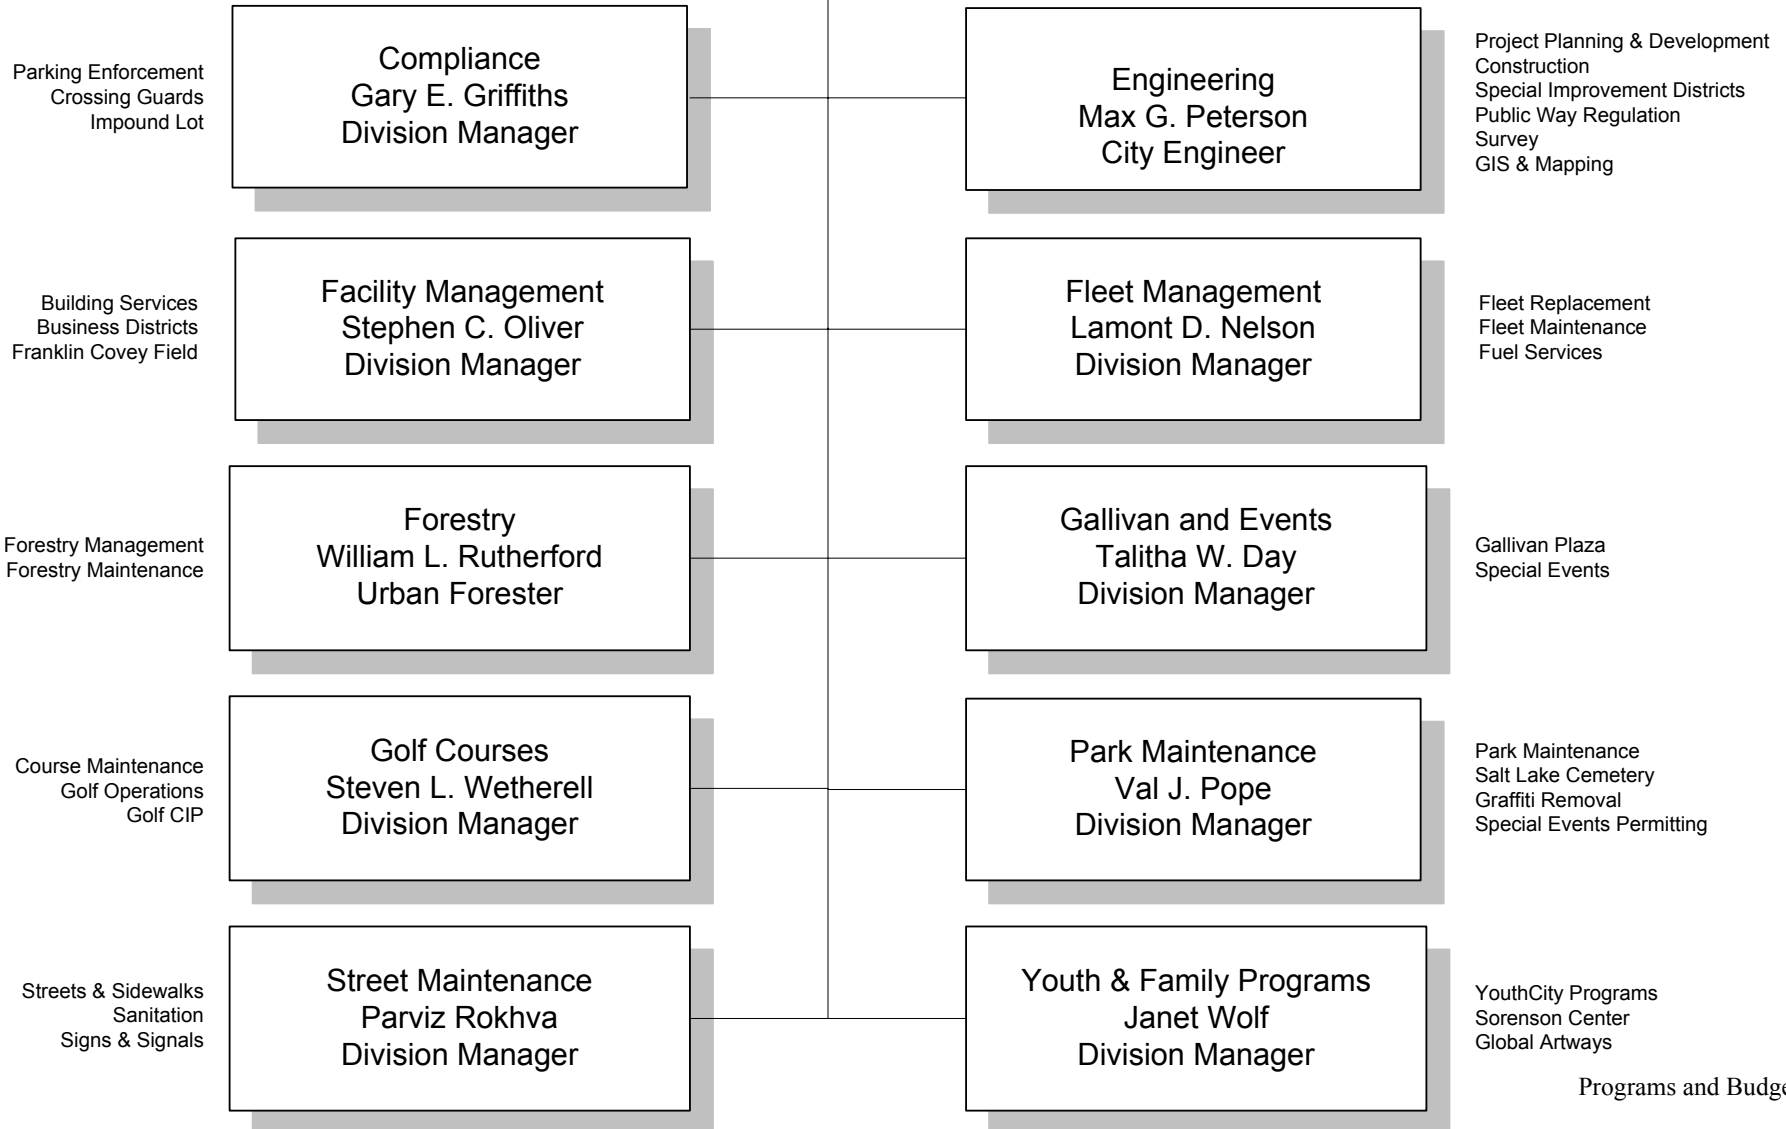 Parking Enforcement
Crossing Guards
Impound Lot
Compliance
Gary E. Griffiths
Division Manager
Engineering
Max G. Peterson
City Engineer
Project Planning & Development
Construction
Special Improvement Districts
Public Way Regulation
Survey
GIS & Mapping
Building Services
Business Districts
Franklin Covey Field
Facility Management
Stephen C. Oliver
Division Manager
Fleet Management
Lamont D. Nelson
Division Manager
Fleet Replacement
Fleet Maintenance
Fuel Services
Forestry Management
Forestry Maintenance
Forestry
William L. Rutherford
Urban Forester
Gallivan and Events
Talitha W. Day
Division Manager
Gallivan Plaza
Special Events
Course Maintenance
Golf Operations
Golf CIP
Golf Courses
Steven L. Wetherell
Division Manager
Park Maintenance
Val J. Pope
Division Manager
Park Maintenance
Salt Lake Cemetery
Graffiti Removal
Special Events Permitting
Streets & Sidewalks
Sanitation
Signs & Signals
Street Maintenance
Parviz Rokhva
Division Manager
Youth & Family Programs
Janet Wolf
Division Manager
YouthCity Programs
Sorenson Center
Global Artways
Programs and Budge